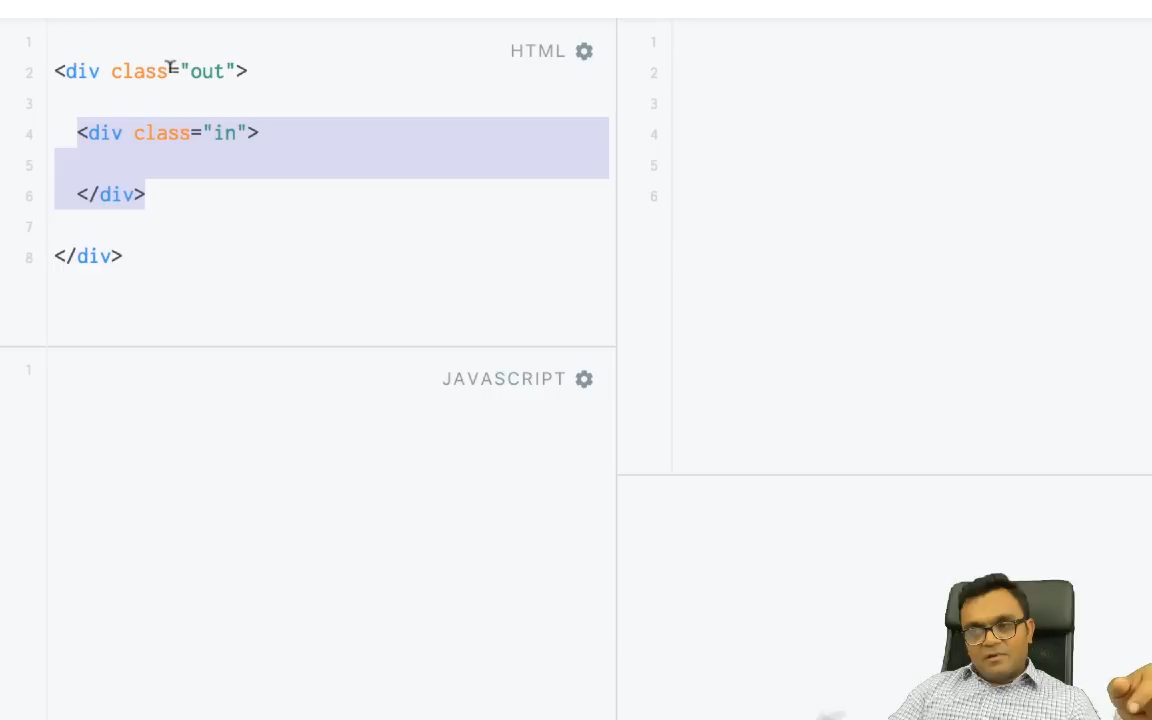 1
HTML
2 <div class="out">
3
4 <div class="in">
5
6 </div>
7
8 </div>
1
JAVASCRIPT
1
2
3
4
5
6